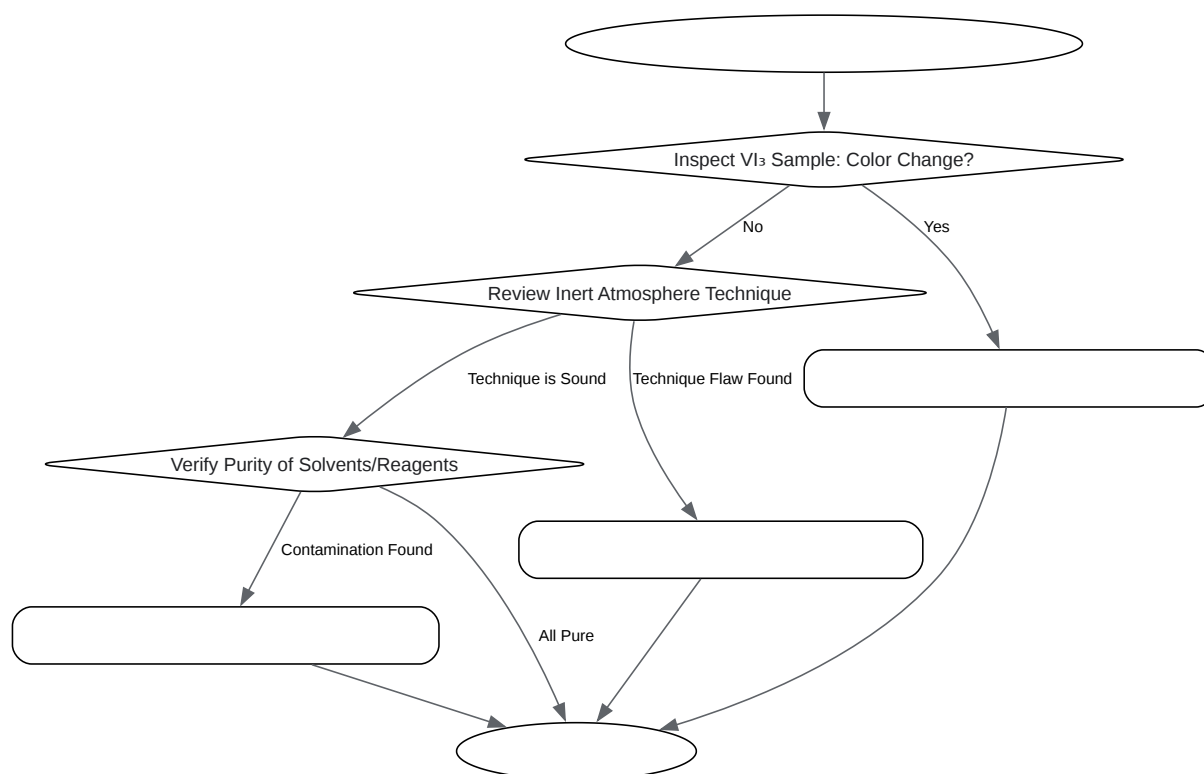 Inspect VI₃ Sample: Color Change?
No
Yes
Review Inert Atmosphere Technique
Technique is Sound
Technique Flaw Found
Verify Purity of Solvents/Reagents
Contamination Found
All Pure